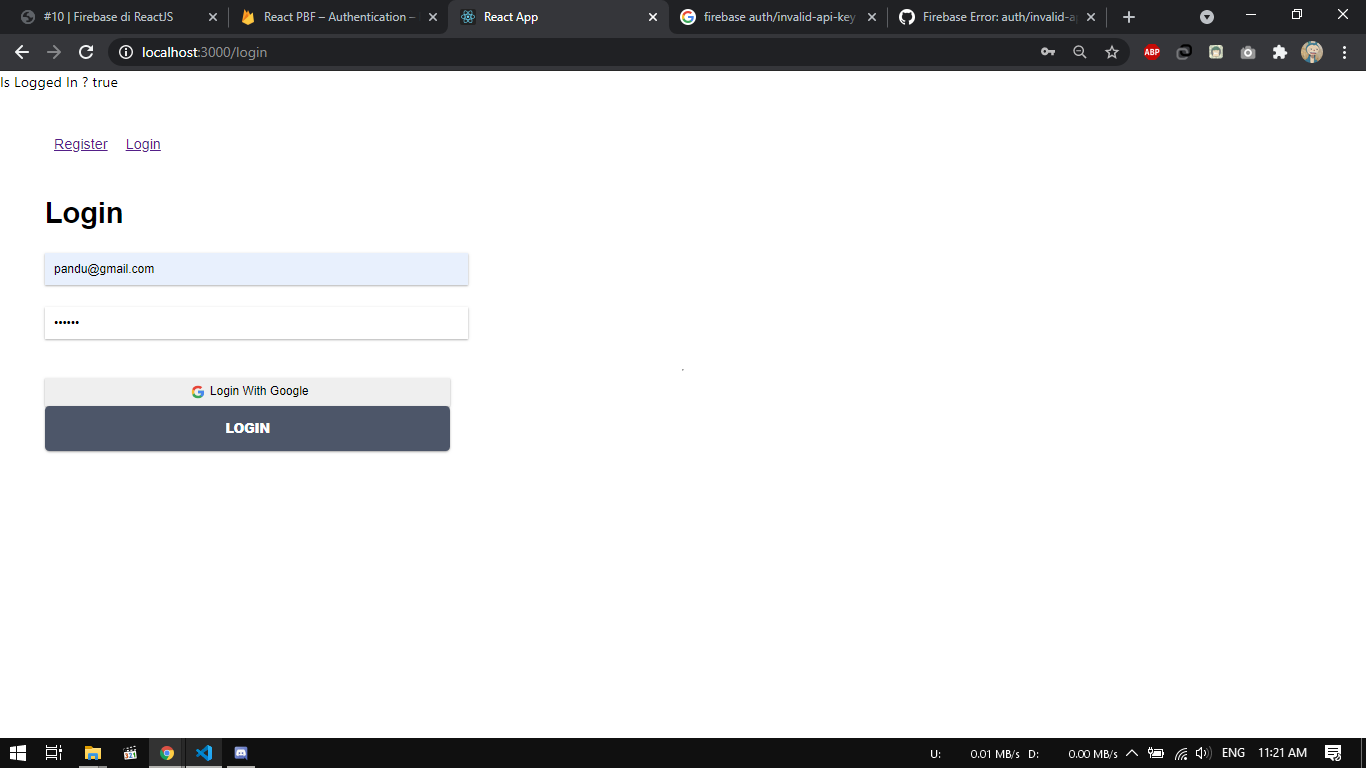 #10 | Firebase di ReactJS
React PBF – Authentication –
React App
firebase auth/invalid-api-key
Firebase Error: auth/invalid-ap
localhost:3000/login
ABP
Is Logged In ? true
Register Login
Login
pandu@gmail.com
••••••
Login With Google
LOGIN
U: 0.01 MB/s D: 0.00 MB/s ENG 11:21 AM